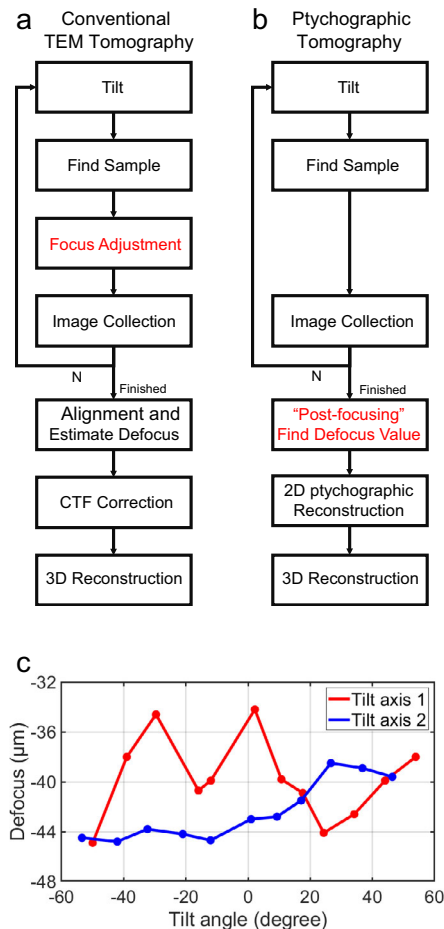 a
Conventional
TEM Tomography
Tilt
Find Sample
Focus Adjustment
Image Collection
N
Finished
Alignment and
Estimate Defocus
CTF Correction
3D Reconstruction
b
Ptychographic
Tomography
Tilt
Find Sample
Image Collection
N
Finished
“Post-focusing”
Find Defocus Value
2D ptychographic
Reconstruction
3D Reconstruction
c
Defocus (μm)
-32
-36
-40
-44
-48
Tilt axis 1
Tilt axis 2
-60 -40 -20 0 20 40 60
Tilt angle (degree)